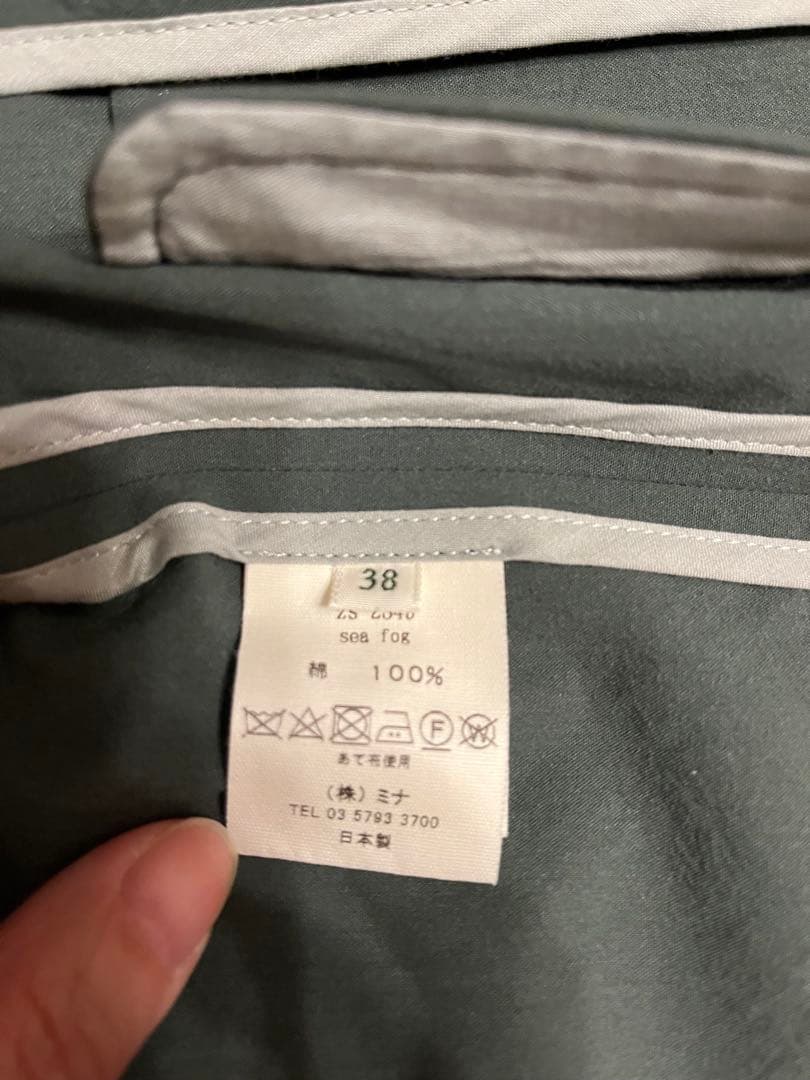 38
sea fog
綿 100%
F W
あて布使用
(株)ミナ
TEL 03 5793 3700
日本製